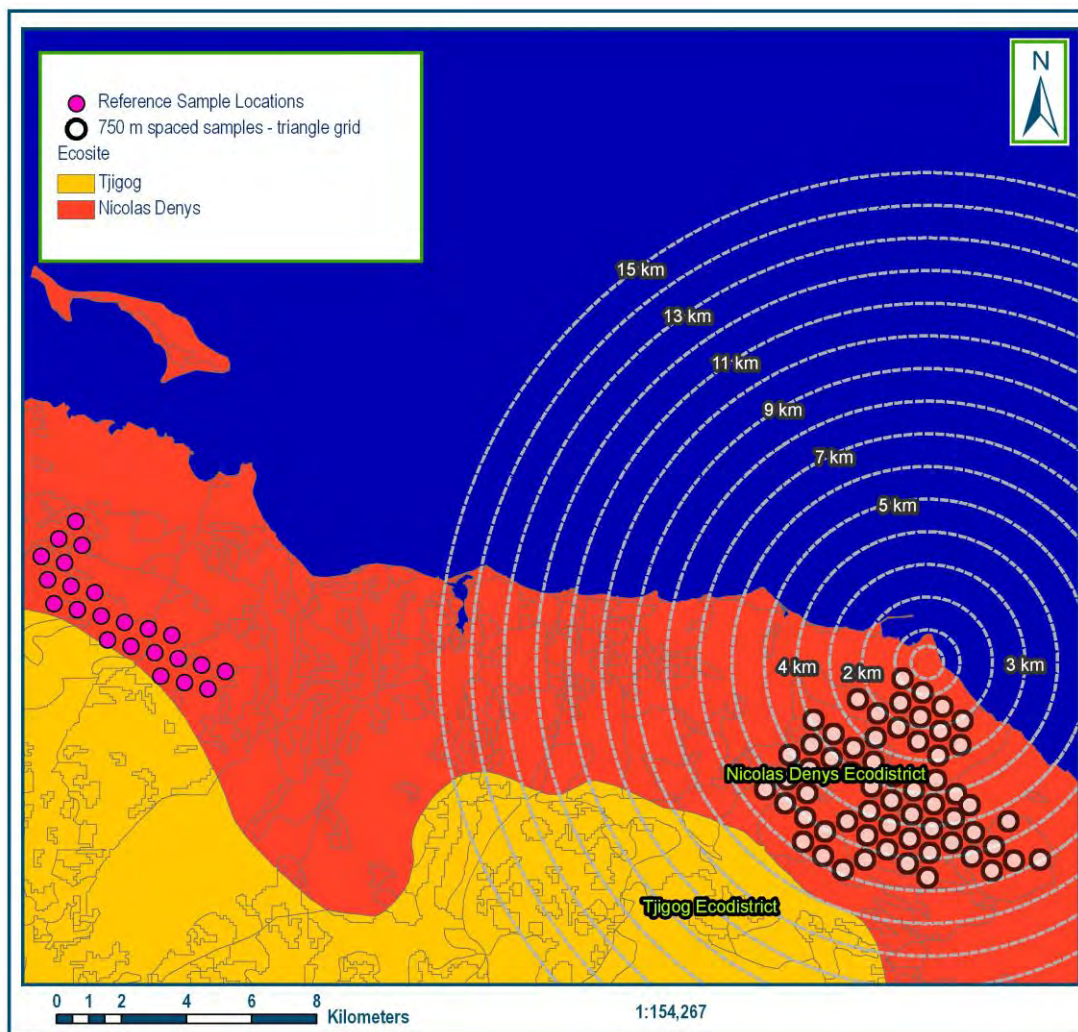 N
Reference Sample Locations
750 m spaced samples - triangle grid
Ecosite
Tjigog
Nicolas Denys
15 km
13 km
11 km
9 km
7 km
5 km
4 km
2 km
3 km
Nicolas Denys Ecodistrict
Tjigog Ecodistrict
0 1 2 4 6 8
Kilometers
1:154,267